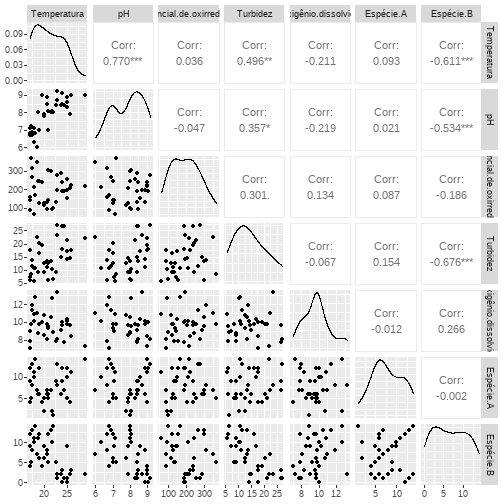 Temperatura pH ncial.de.oxirred Turbidez xigênio.dissolvi Espécie.A Espécie.B
0.09
0.06
0.03
0.00
Corr:
0.770***
Corr:
0.036
Corr:
0.496**
Corr:
-0.211
Corr:
0.093
Corr:
-0.611***
Temperatura
9
8
7
6
Corr:
-0.047
Corr:
0.357*
Corr:
-0.219
Corr:
0.021
Corr:
-0.534***
pH
300
200
100
Corr:
0.301.
Corr:
0.134
Corr:
0.087
Corr:
-0.186
ncial.de.oxirred
25
20
15
10
5
Corr:
-0.067
Corr:
0.154
Corr:
-0.676***
Turbidez
12
10
8
Corr:
-0.012
Corr:
0.266
xigênio.dissolvi
10
5
Corr:
-0.002
Espécie.A
10
5
0
Espécie.B
20 25
6 7 8 9
100 200 300
5 10 15 20 25
8 10 12
5 10
0 5 10